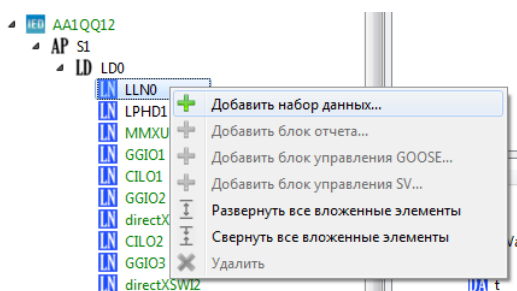 IED AA1QQ12
AP S1
LD LD0
LN LLN0
LN LPHD1
LN MMXU
LN GGIO1
LN CILO1
LN GGIO2
LN directX
LN CILO2
LN GGIO3
LN directXSWI2
Добавить набор данных...
Добавить блок отчета...
Добавить блок управления GOOSE...
Добавить блок управления SV...
Развернуть все вложенные элементы
Свернуть все вложенные элементы
Удалить
Va
DA t